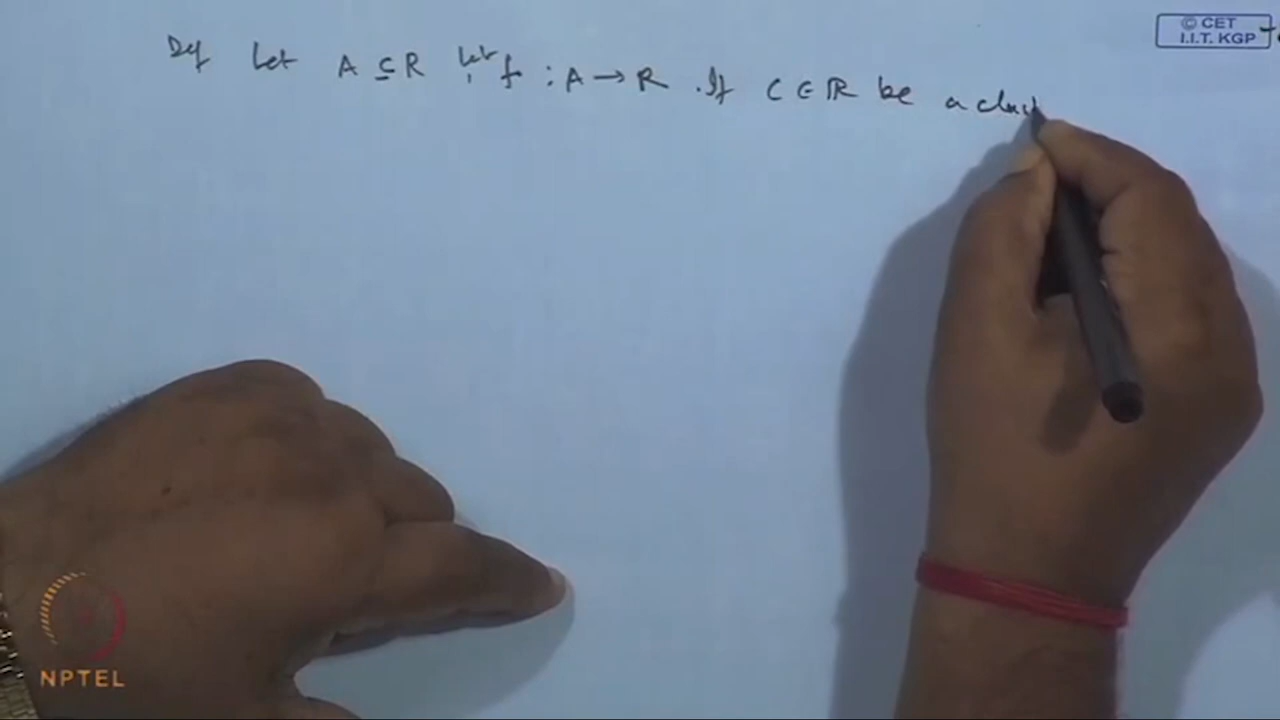 © CET
I.I.T. KGP
Def Let A ⊆ R let f : A → R . If C ∈ R be a clust
NPTEL